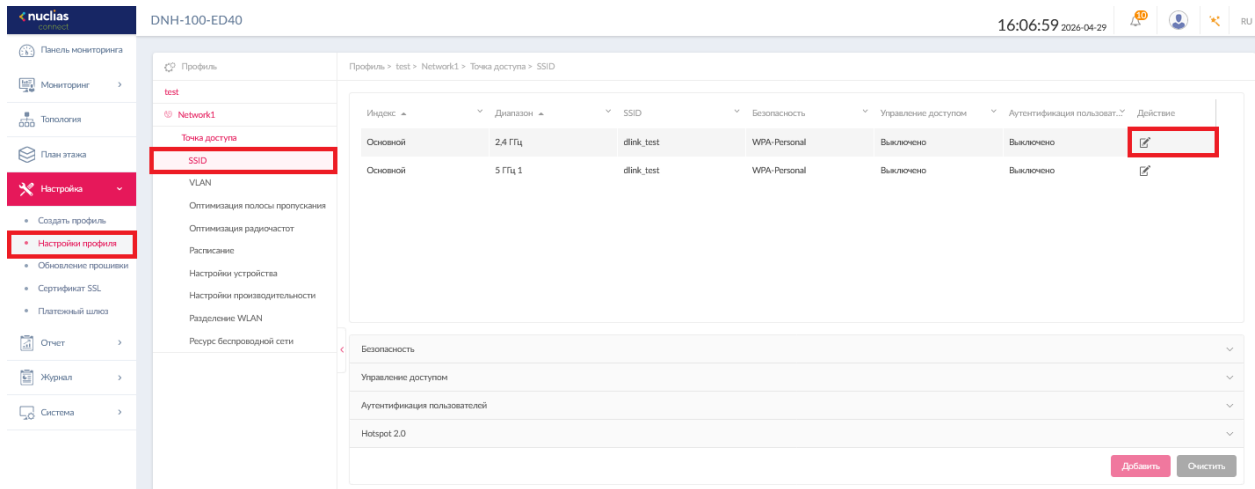 nuclias
connect
DNH-100-ED40
16:06:59 2026-04-29
10
RU
Панель мониторинга
Мониторинг
Топология
План этажа
Настройка
Создать профиль
Настройки профиля
Обновление прошивки
Сертификат SSL
Платежный шлюз
Отчет
Журнал
Система
Профиль
test
Network1
Точка доступа
SSID
VLAN
Оптимизация полосы пропускания
Оптимизация радиочастот
Расписание
Настройки устройства
Настройки производительности
Разделение WLAN
Ресурс беспроводной сети
Профиль > test > Network1 > Точка доступа > SSID
Индекс Диапазон SSID Безопасность Управление доступом Аутентификация пользоват... Действие
Основной 2,4 ГГц dlink_test WPA-Personal Выключено Выключено
Основной 5 ГГц 1 dlink_test WPA-Personal Выключено Выключено
Безопасность
Управление доступом
Аутентификация пользователей
Hotspot 2.0
Добавить Очистить